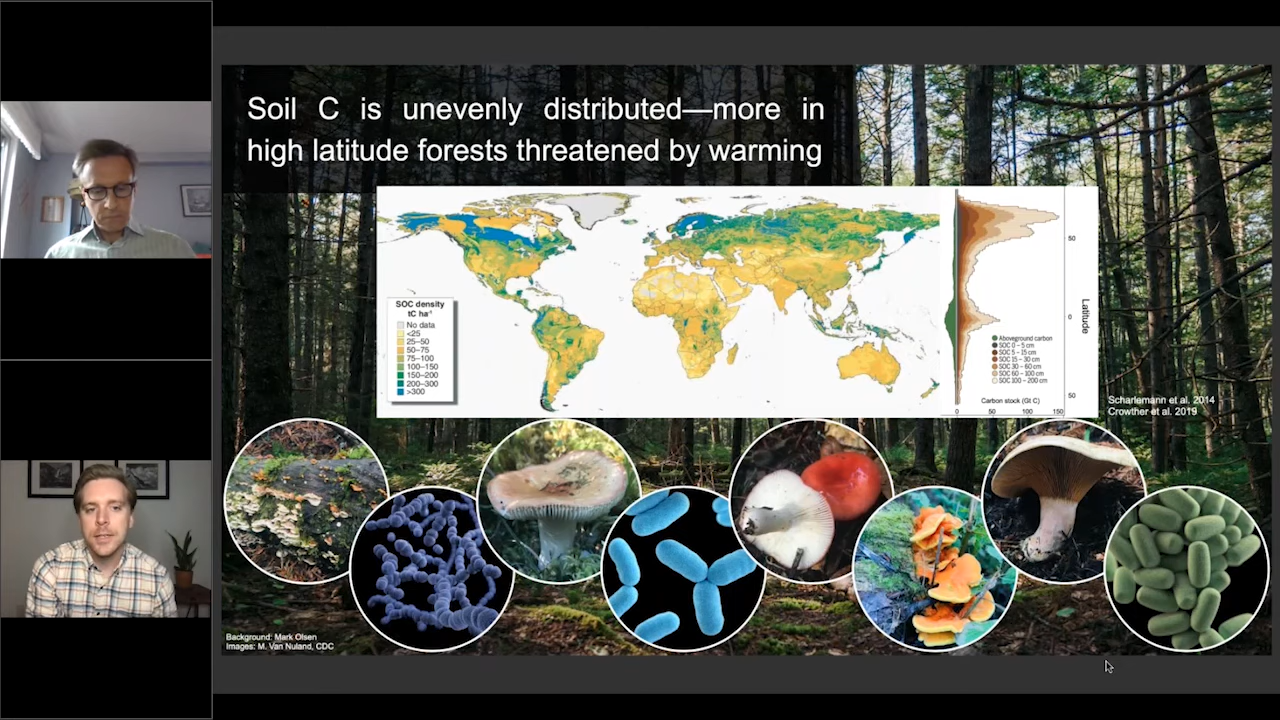 Soil C is unevenly distributed—more in
high latitude forests threatened by warming
SOC density
tC ha⁻¹
No data
<25
25–50
50–75
75–100
100–150
150–200
200–300
>300
50
0
50
Latitude
Aboveground carbon
SOC 0 – 5 cm
SOC 5 – 15 cm
SOC 15 – 30 cm
SOC 30 – 60 cm
SOC 60 – 100 cm
SOC 100 – 200 cm
Carbon stock (Gt C)
0 50 100 150
Scharlemann et al. 2014
Crowther et al. 2019
Background: Mark Olsen
Images: M. Van Nuland, CDC